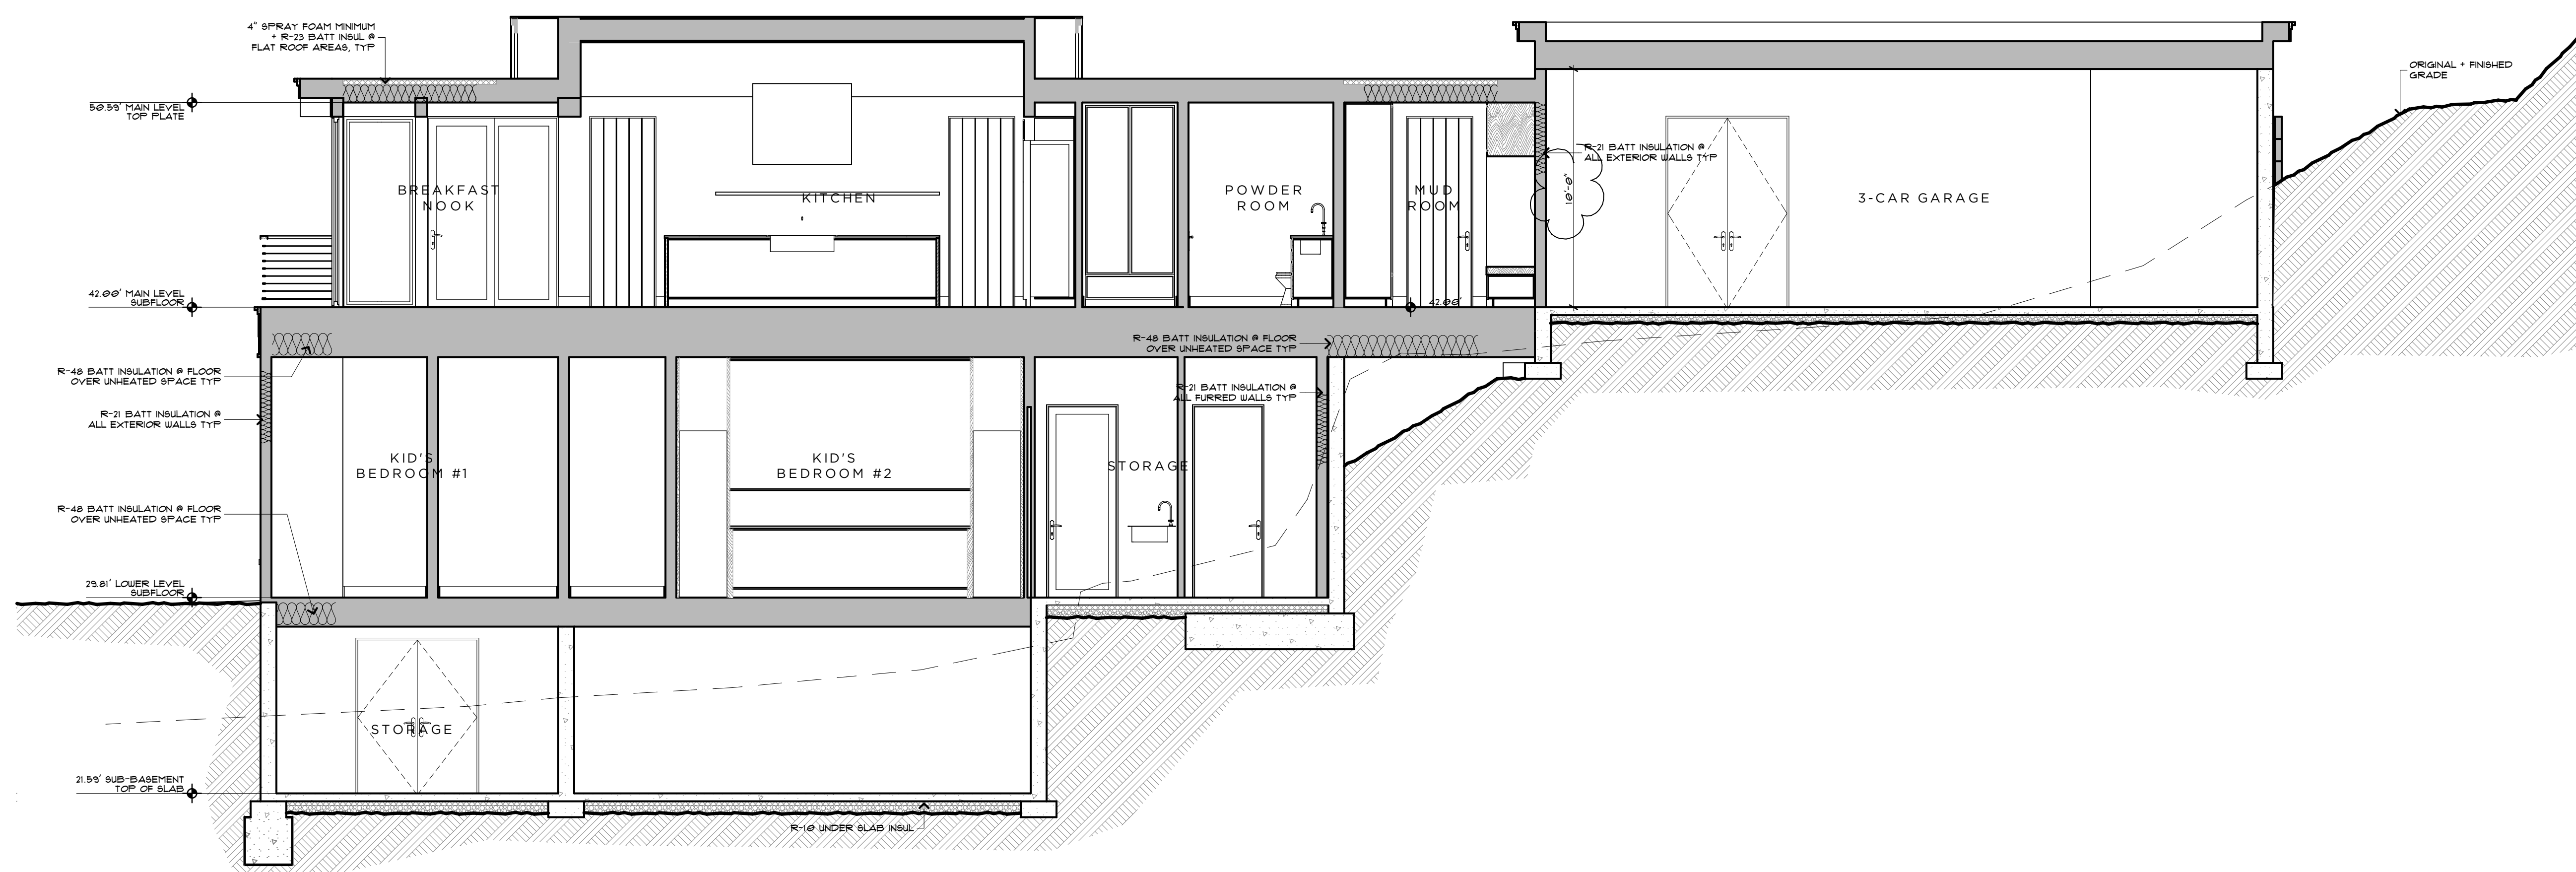 4" SPRAY FOAM MINIMUM
+ R-23 BATT INSUL @
FLAT ROOF AREAS, TYP
ORIGINAL + FINISHED
GRADE
50.59' MAIN LEVEL
TOP PLATE
R-21 BATT INSULATION @
ALL EXTERIOR WALLS TYP
BREAKFAST
NOOK
KITCHEN
POWDER
ROOM
MUD
ROOM
10'-0"
3-CAR GARAGE
42.00' MAIN LEVEL
SUBFLOOR
42.00'
R-48 BATT INSULATION @ FLOOR
OVER UNHEATED SPACE TYP
R-48 BATT INSULATION @ FLOOR
OVER UNHEATED SPACE TYP
R-21 BATT INSULATION @
ALL FURRED WALLS TYP
R-21 BATT INSULATION @
ALL EXTERIOR WALLS TYP
KID'S
BEDROOM #1
KID'S
BEDROOM #2
STORAGE
R-48 BATT INSULATION @ FLOOR
OVER UNHEATED SPACE TYP
29.81' LOWER LEVEL
SUBFLOOR
STORAGE
21.59' SUB-BASEMENT
TOP OF SLAB
R-10 UNDER SLAB INSUL